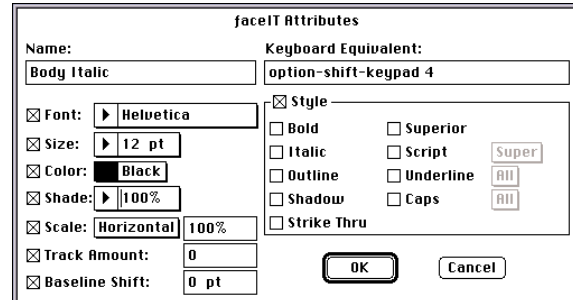 faceIT Attributes
Name: Keyboard Equivalent:
Body Italic option-shift-keypad 4
Font: Helvetica
Size: 12 pt
Color: Black
Shade: 100%
Scale: Horizontal 100%
Track Amount: 0
Baseline Shift: 0 pt
Style
Bold Superior
Italic Script Super
Outline Underline All
Shadow Caps All
Strike Thru
OK Cancel